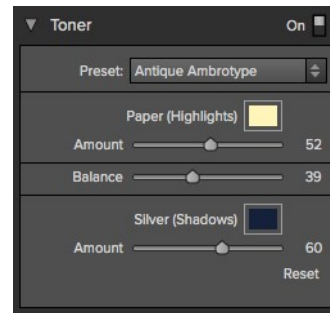 Toner On
Preset: Antique Ambrotype
Paper (Highlights)
Amount 52
Balance 39
Silver (Shadows)
Amount 60
Reset